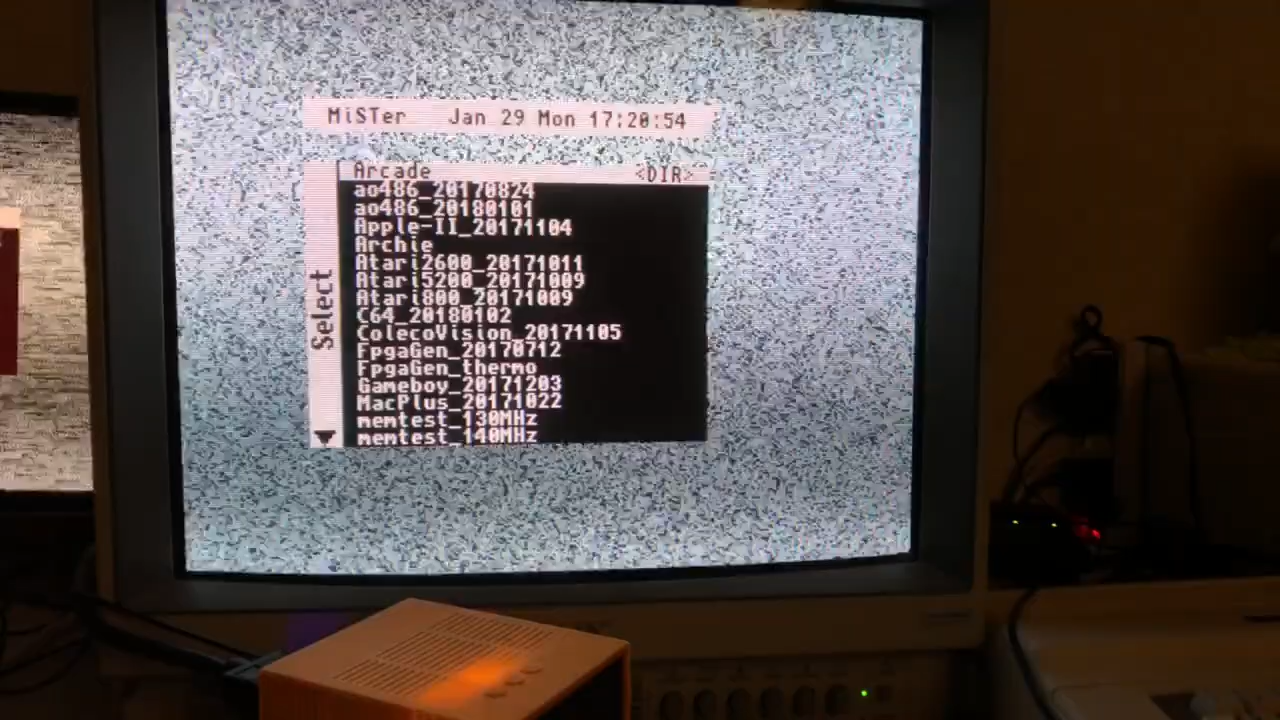 MiSTer Jan 29 Mon 17:20:54
Arcade <DIR>
ao486_20170824
ao486_20180101
Apple-II_20171104
Archie
Atari2600_20171011
Atari5200_20171009
Atari800_20171009
C64_20180102
ColecoVision_20171105
FpgaGen_20170712
FpgaGen_thermo
Gameboy_20171203
MacPlus_20171022
memtest_130MHz
memtest_140MHz
Select